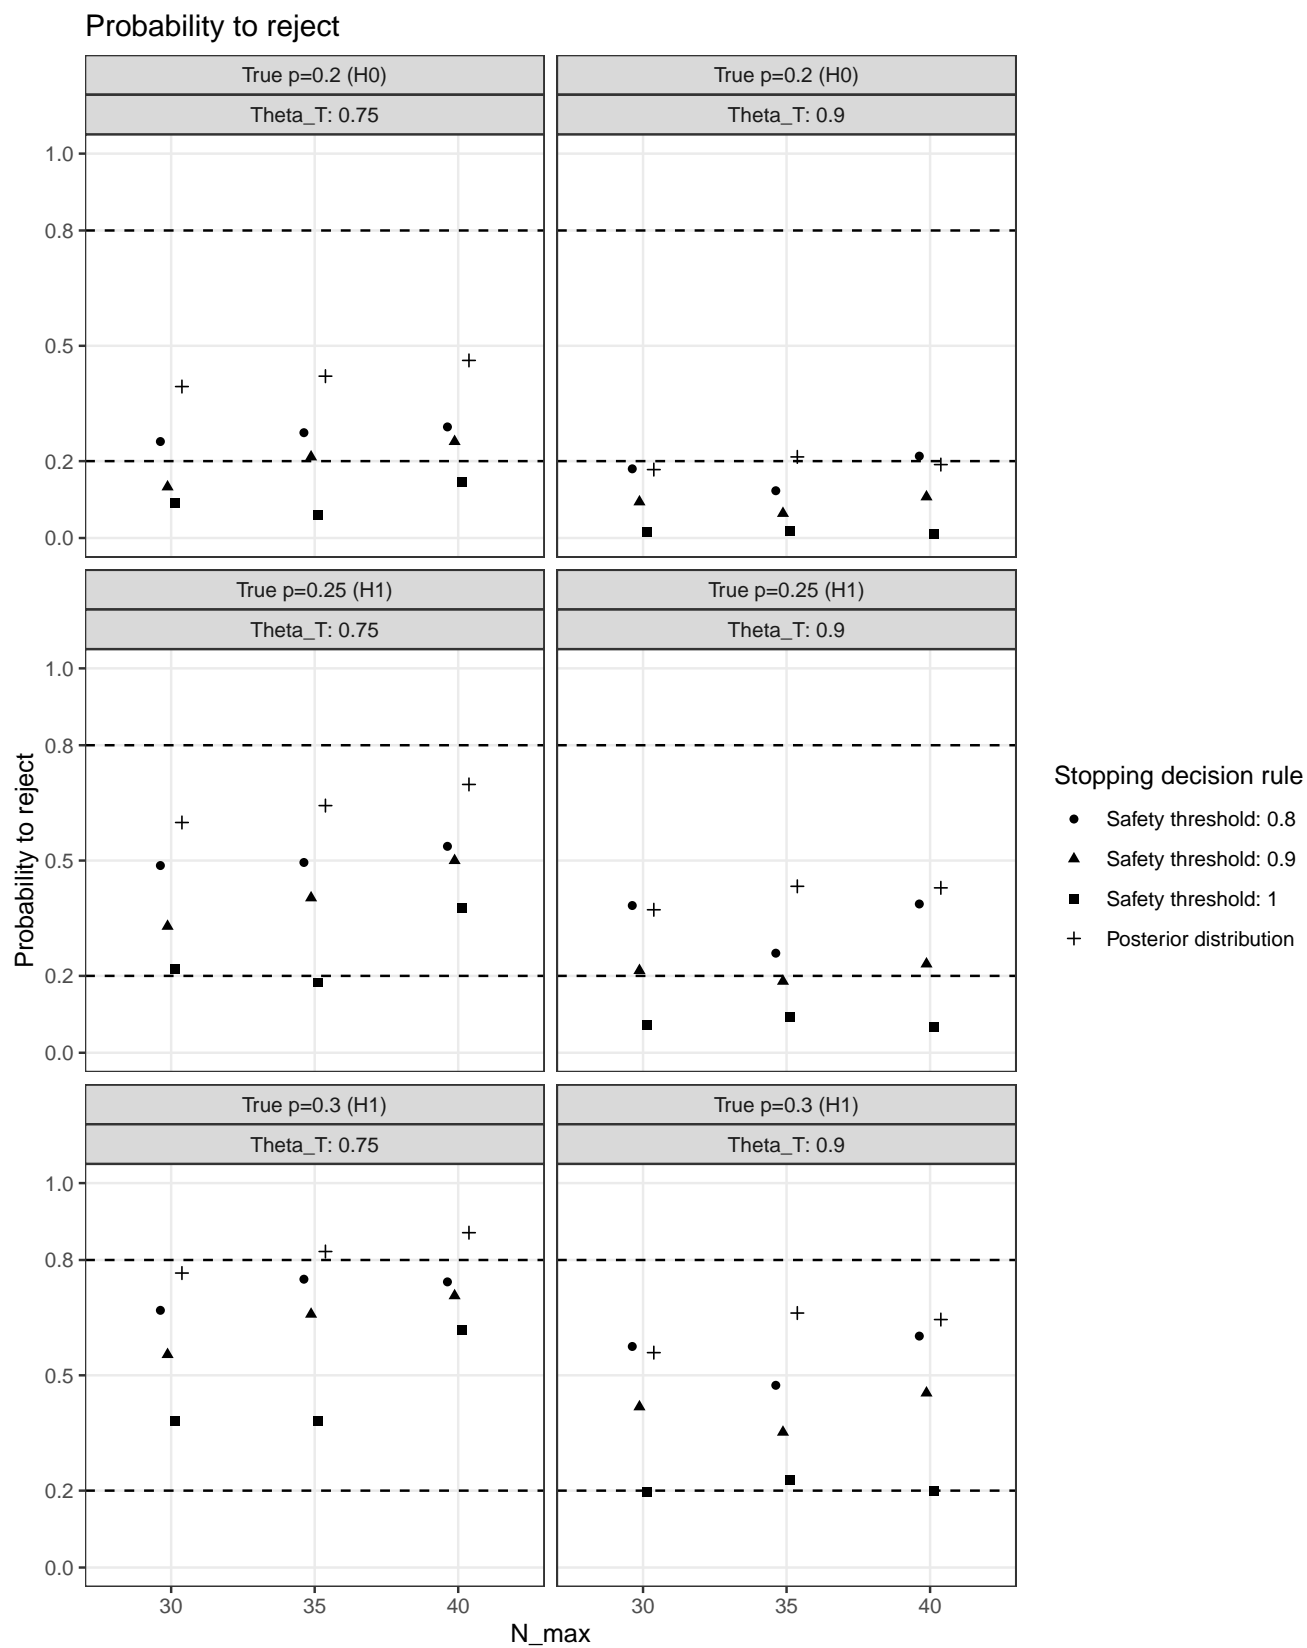 Probability to reject
True p=0.2 (H0)
True p=0.2 (H0)
Theta_T: 0.75
Theta_T: 0.9
1.0
0.8
0.5
0.2
0.0
True p=0.25 (H1)
True p=0.25 (H1)
Theta_T: 0.75
Theta_T: 0.9
1.0
0.8
0.5
0.2
0.0
True p=0.3 (H1)
True p=0.3 (H1)
Theta_T: 0.75
Theta_T: 0.9
1.0
0.8
0.5
0.2
0.0
30
35
40
30
35
40
N_max
Probability to reject
Stopping decision rule
Safety threshold: 0.8
Safety threshold: 0.9
Safety threshold: 1
Posterior distribution